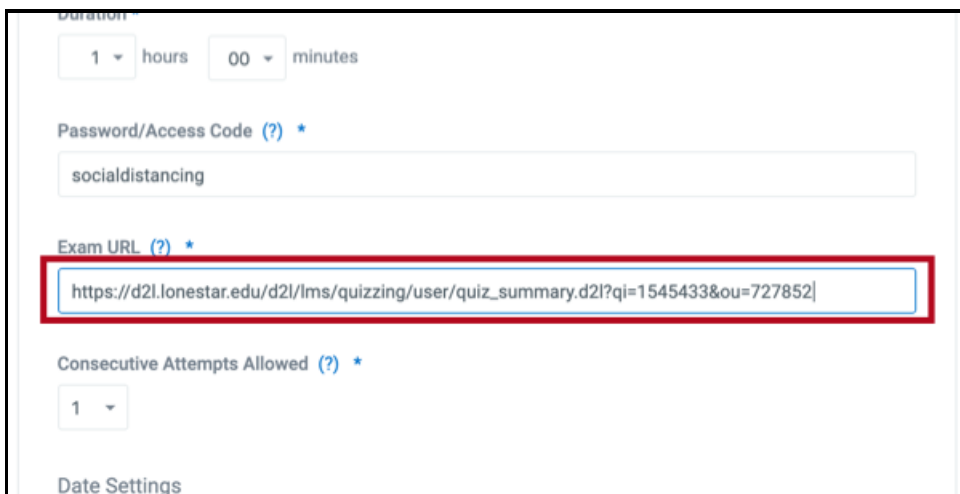 Duration *
1 hours 00 minutes
Password/Access Code (?) *
socialdistancing
Exam URL (?) *
https://d2l.lonestar.edu/d2l/lms/quizzing/user/quiz_summary.d2l?qi=1545433&ou=727852
Consecutive Attempts Allowed (?) *
1
Date Settings